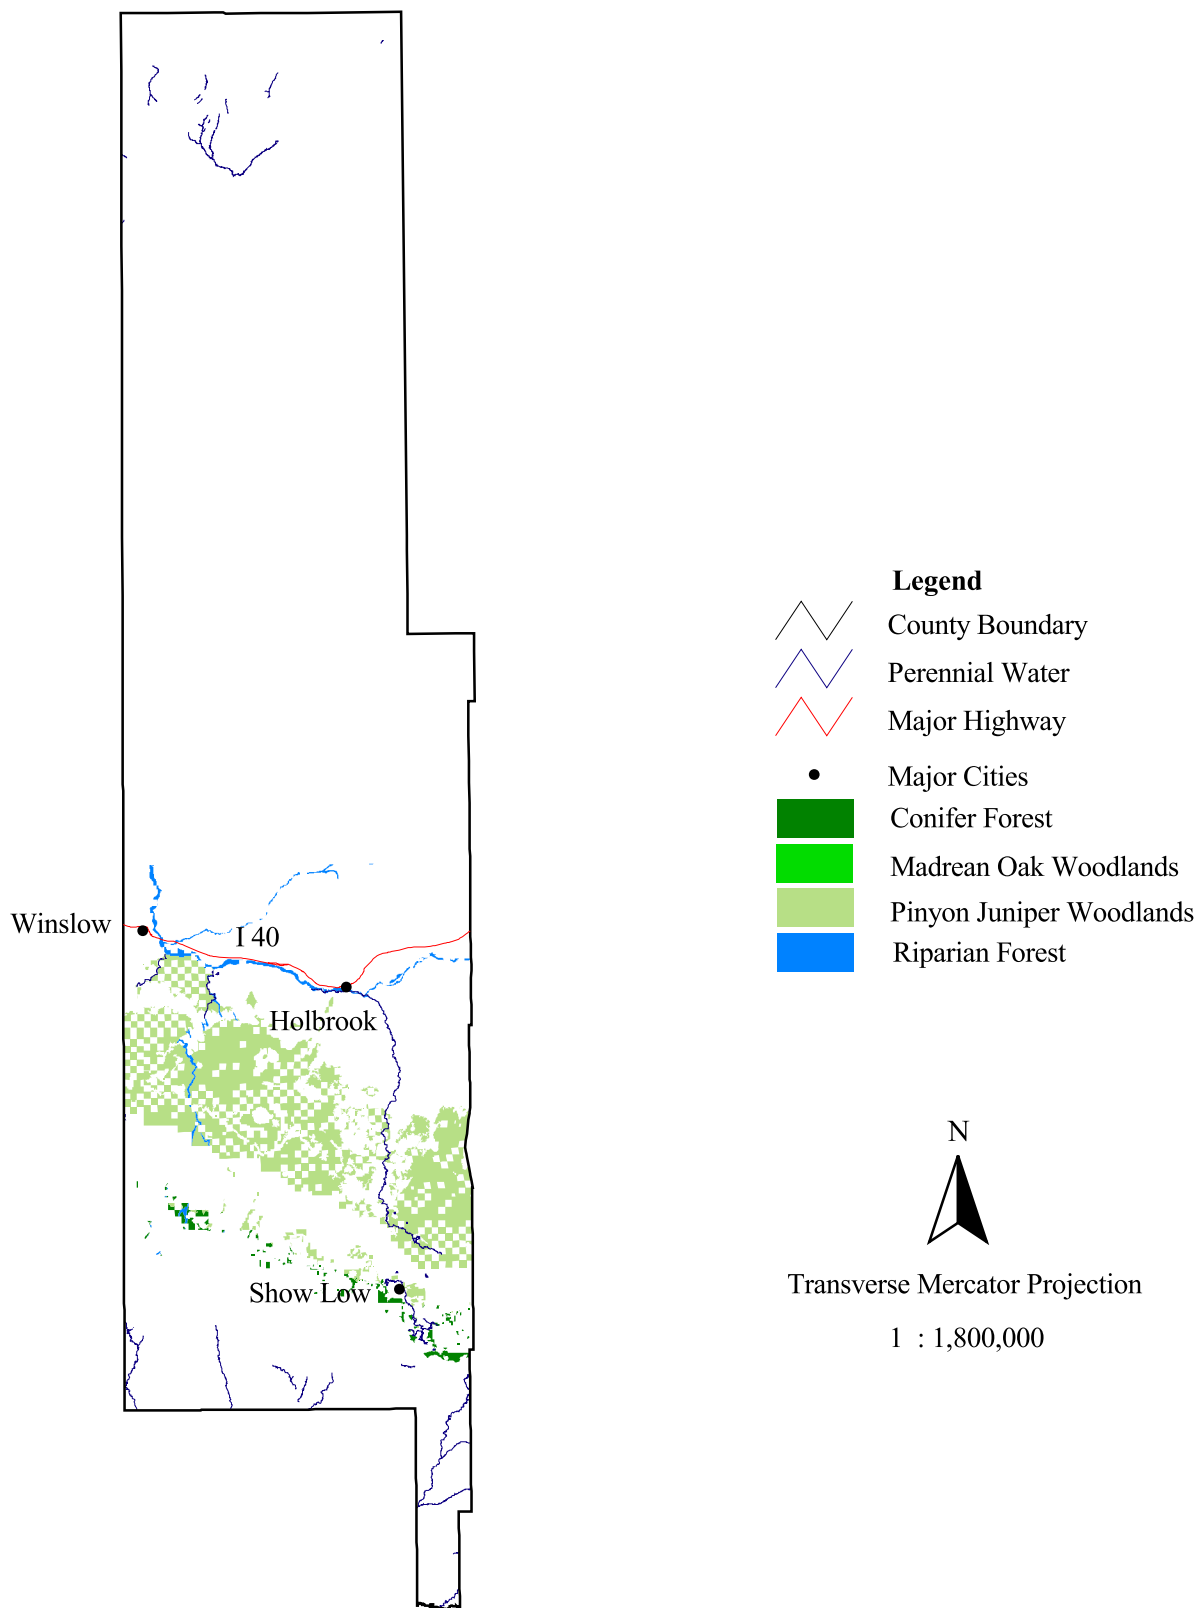 Legend
County Boundary
Perennial Water
Major Highway
Major Cities
Conifer Forest
Madrean Oak Woodlands
Pinyon Juniper Woodlands
Riparian Forest
Winslow
I 40
Holbrook
Show Low
N
Transverse Mercator Projection
1 : 1,800,000